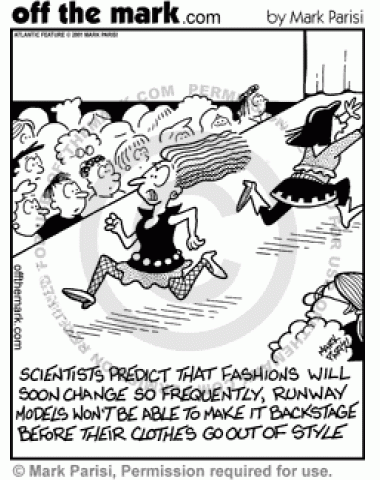 off the mark.com by Mark Parisi
ATLANTIC FEATURE © 2001 MARK PARISI
offthemark.com
MARK PARISI
SCIENTISTS PREDICT THAT FASHIONS WILL
SOON CHANGE SO FREQUENTLY, RUNWAY
MODELS WON'T BE ABLE TO MAKE IT BACKSTAGE
BEFORE THEIR CLOTHES GO OUT OF STYLE
© Mark Parisi, Permission required for use.